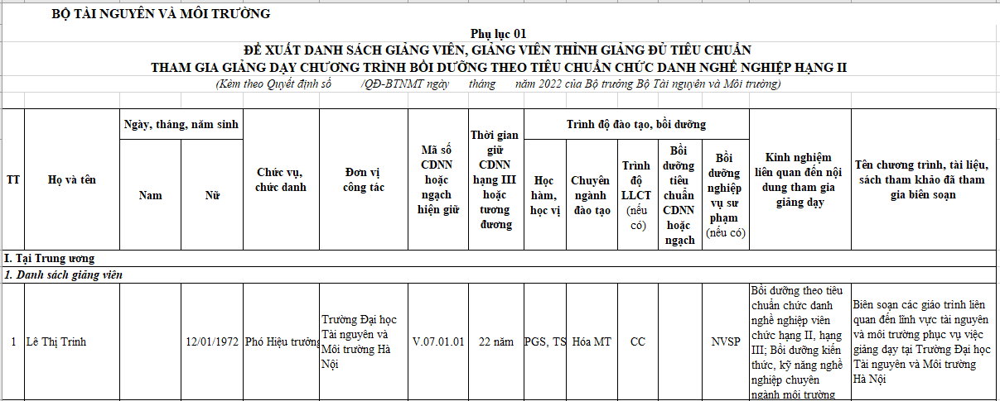 BỘ TÀI NGUYÊN VÀ MÔI TRƯỜNG
Phụ lục 01
ĐỀ XUẤT DANH SÁCH GIẢNG VIÊN, GIẢNG VIÊN THỈNH GIẢNG ĐỦ TIÊU CHUẨN
THAM GIA GIẢNG DẠY CHƯƠNG TRÌNH BỒI DƯỠNG THEO TIÊU CHUẨN CHỨC DANH NGHỀ NGHIỆP HẠNG II
(Kèm theo Quyết định số /QĐ-BTNMT ngày tháng năm 2022 của Bộ trưởng Bộ Tài nguyên và Môi trường)
TT
Họ và tên
Ngày, tháng, năm sinh
Nam
Nữ
Chức vụ,
chức danh
Đơn vị
công tác
Mã số
CDNN
hoặc
ngạch
hiện giữ
Thời gian
giữ
CDNN
hạng III
hoặc
tương
đương
Trình độ đào tạo, bồi dưỡng
Học
hàm,
học vị
Chuyên
ngành
đào tạo
Trình
độ
LLCT
(nếu
có)
Bồi
dưỡng
tiêu
chuẩn
CDNN
hoặc
ngạch
Bồi
dưỡng
nghiệp
vụ sư
phạm
(nếu có)
Kinh nghiệm
liên quan đến nội
dung tham gia
giảng dạy
Tên chương trình, tài liệu,
sách tham khảo đã tham
gia biên soạn
I. Tại Trung ương
1. Danh sách giảng viên
1
Lê Thị Trinh
12/01/1972
Phó Hiệu trưởng
Trường Đại học
Tài nguyên và
Môi trường Hà
Nội
V.07.01.01
22 năm
PGS, TS
Hóa MT
CC
NVSP
Bồi dưỡng theo tiêu
chuẩn chức danh
nghề nghiệp viên
chức hạng II, hạng
III; Bồi dưỡng kiến
thức, kỹ năng nghề
nghiệp chuyên
ngành môi trường
Biên soạn các giáo trình liên
quan đến lĩnh vực tài nguyên
và môi trường phục vụ việc
giảng dạy tại Trường Đại học
Tài nguyên và Môi trường
Hà Nội